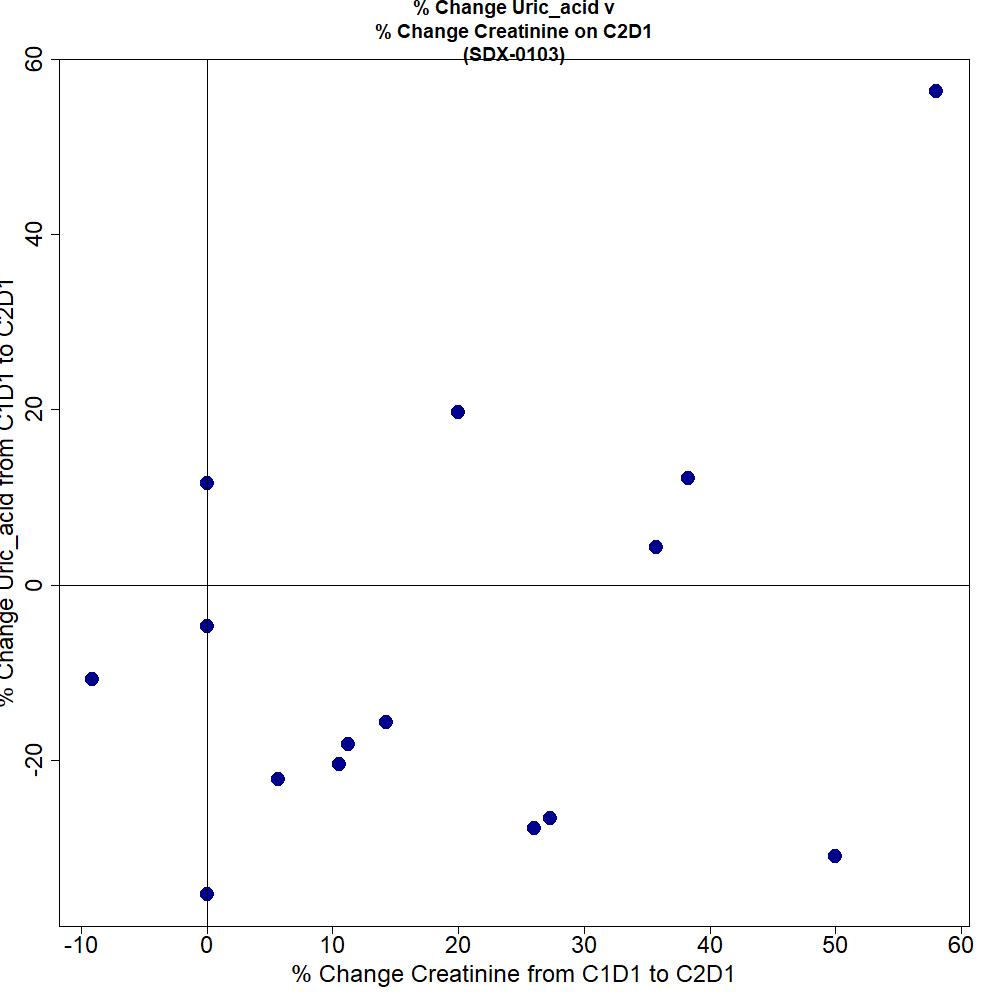 % Change Uric_acid v
% Change Creatinine on C2D1
(SDX-0103)
60
40
20
0
-20
% Change Uric_acid from C1D1 to C2D1
-10 0 10 20 30 40 50 60
% Change Creatinine from C1D1 to C2D1